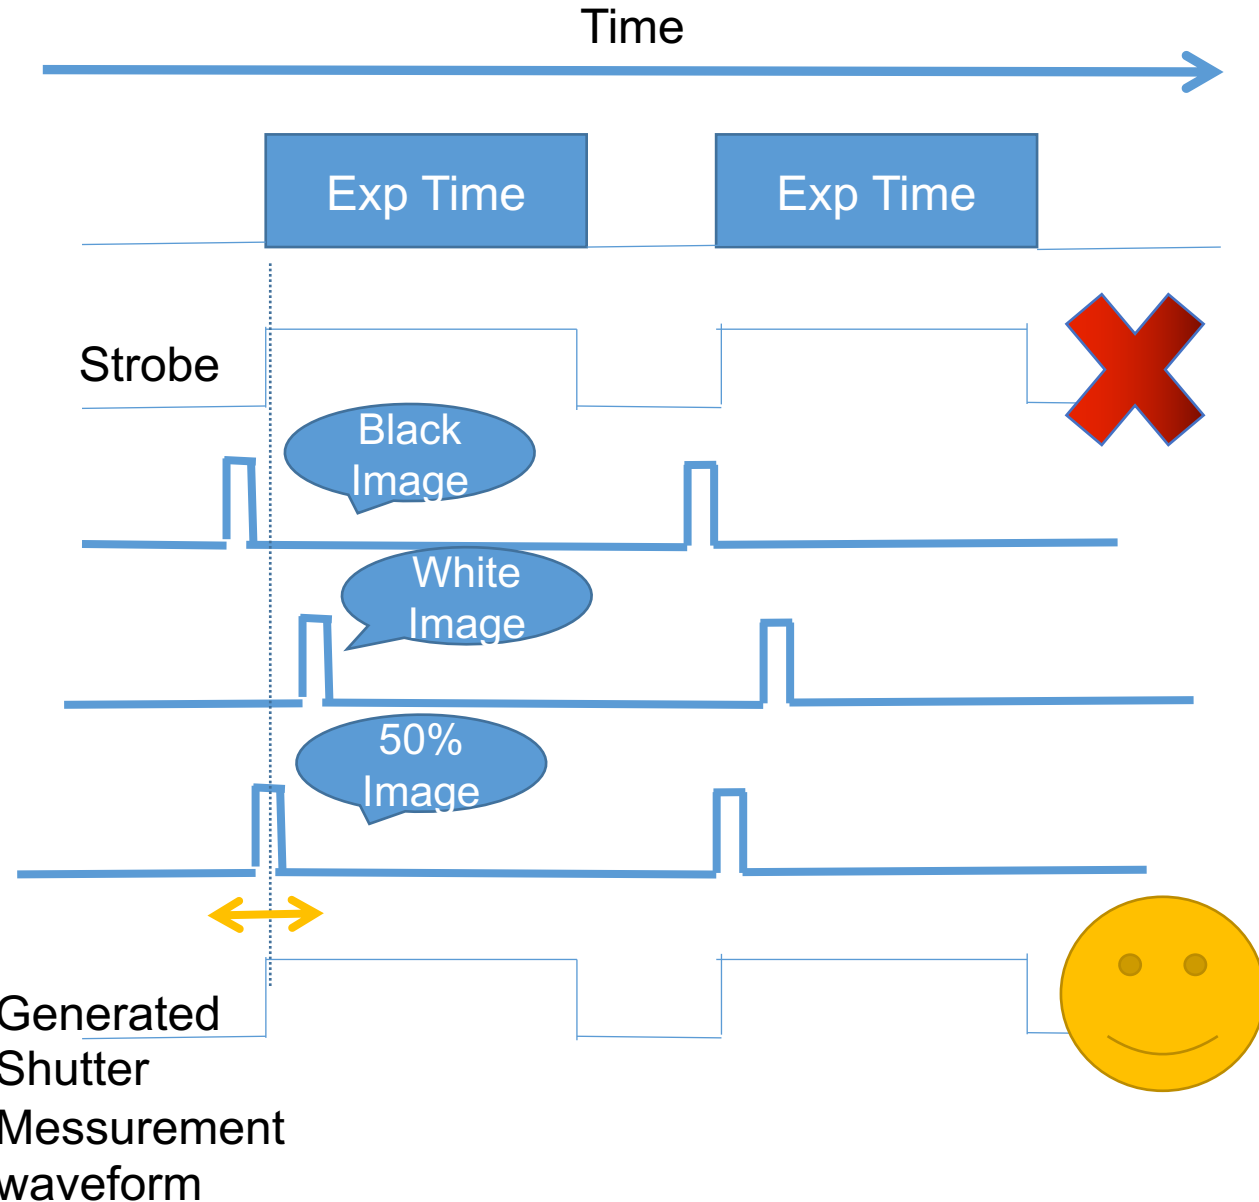 Time
Exp Time
Exp Time
Strobe
Black
Image
White
Image
50%
Image
Generated
Shutter
Messurement
waveform